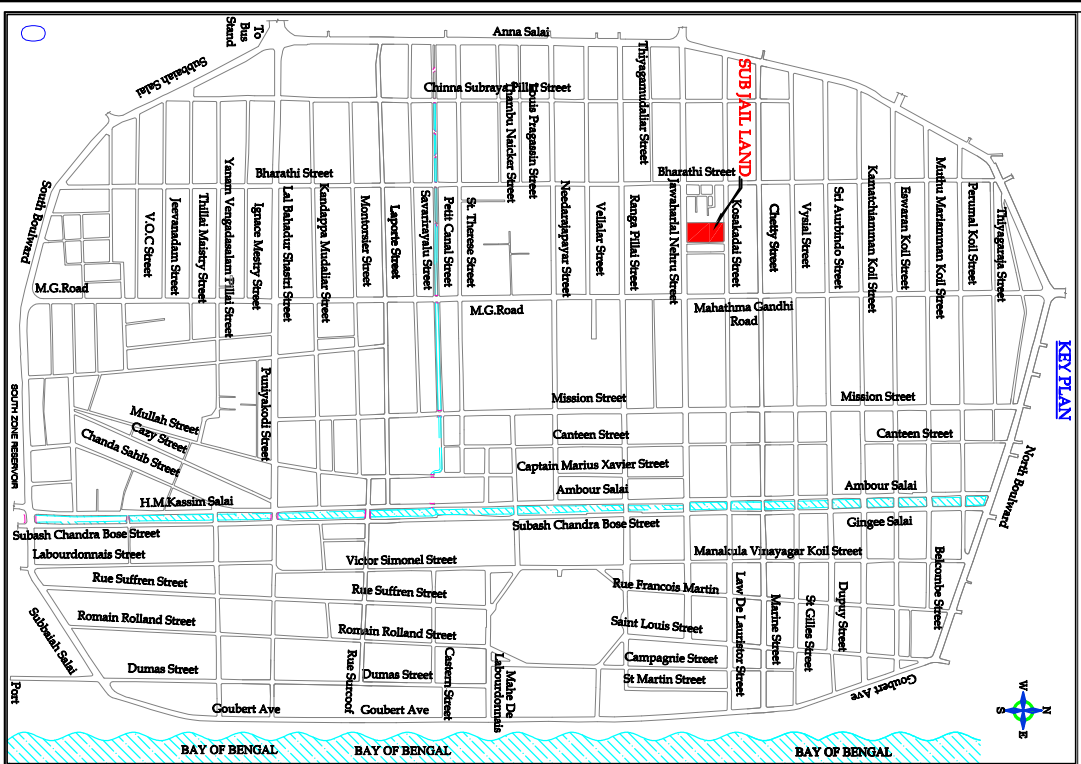 Anna Salai
To
Bus
Stand
Subbaiah Salai
Chinna Subraya Pillai Street
Chambu Naicker Street
Louis Pragassin Street
Thiyagamudaliar Street
SUB JAIL LAND
KEY PLAN
Bharathi Street
Bharathi Street
South Boulward
V.O.C Street
Jeevanadam Street
Thillai Maistry Street
Yanam Vengadasalam Pillai Street
Ignace Mestry Street
Lal Bahadur Shastri Street
Kandappa Mudaliar Street
Montorsier Street
Laporte Street
Savarirayalu Street
Petit Canal Street
St. Therese Street
Needarajapayar Street
Vellalar Street
Ranga Pillai Street
Jawaharlal Nehru Street
Kosakadai Street
Chetty Street
Vysial Street
Sri Aurbindo Street
Kamatchiamman Koil Street
Eswaran Koil Street
Muthu Mariamman Koil Street
Perumal Koil Street
Thiyagaraja Street
M.G.Road
M.G.Road
Mahathma Gandhi
Road
Puniyakodi Street
Mission Street
Mission Street
Mullah Street
Cazy Street
Chanda Sahib Street
Canteen Street
Canteen Street
Captain Marius Xavier Street
SOUTH ZONE RESERVOIR
H.M.Kassim Salai
Ambour Salai
Ambour Salai
North Boulward
Subash Chandra Bose Street
Subash Chandra Bose Street
Gingee Salai
Labourdonnais Street
Victor Simonel Street
Manakula Vinayagar Koil Street
Belcombe Street
Rue Suffren Street
Rue Suffren Street
Rue Francois Martin
Law De Lauristor Street
Marine Street
St Gilles Street
Dupuy Street
Romain Rolland Street
Romain Rolland Street
Saint Louis Street
Subbaiah Salai
Dumas Street
Rue Surcoof
Dumas Street
Castern Street
Mahe De
Labourdonnais
Campagnie Street
St Martin Street
Goubert Ave
Port
Goubert Ave
Goubert Ave
W
N
S
E
BAY OF BENGAL
BAY OF BENGAL
BAY OF BENGAL